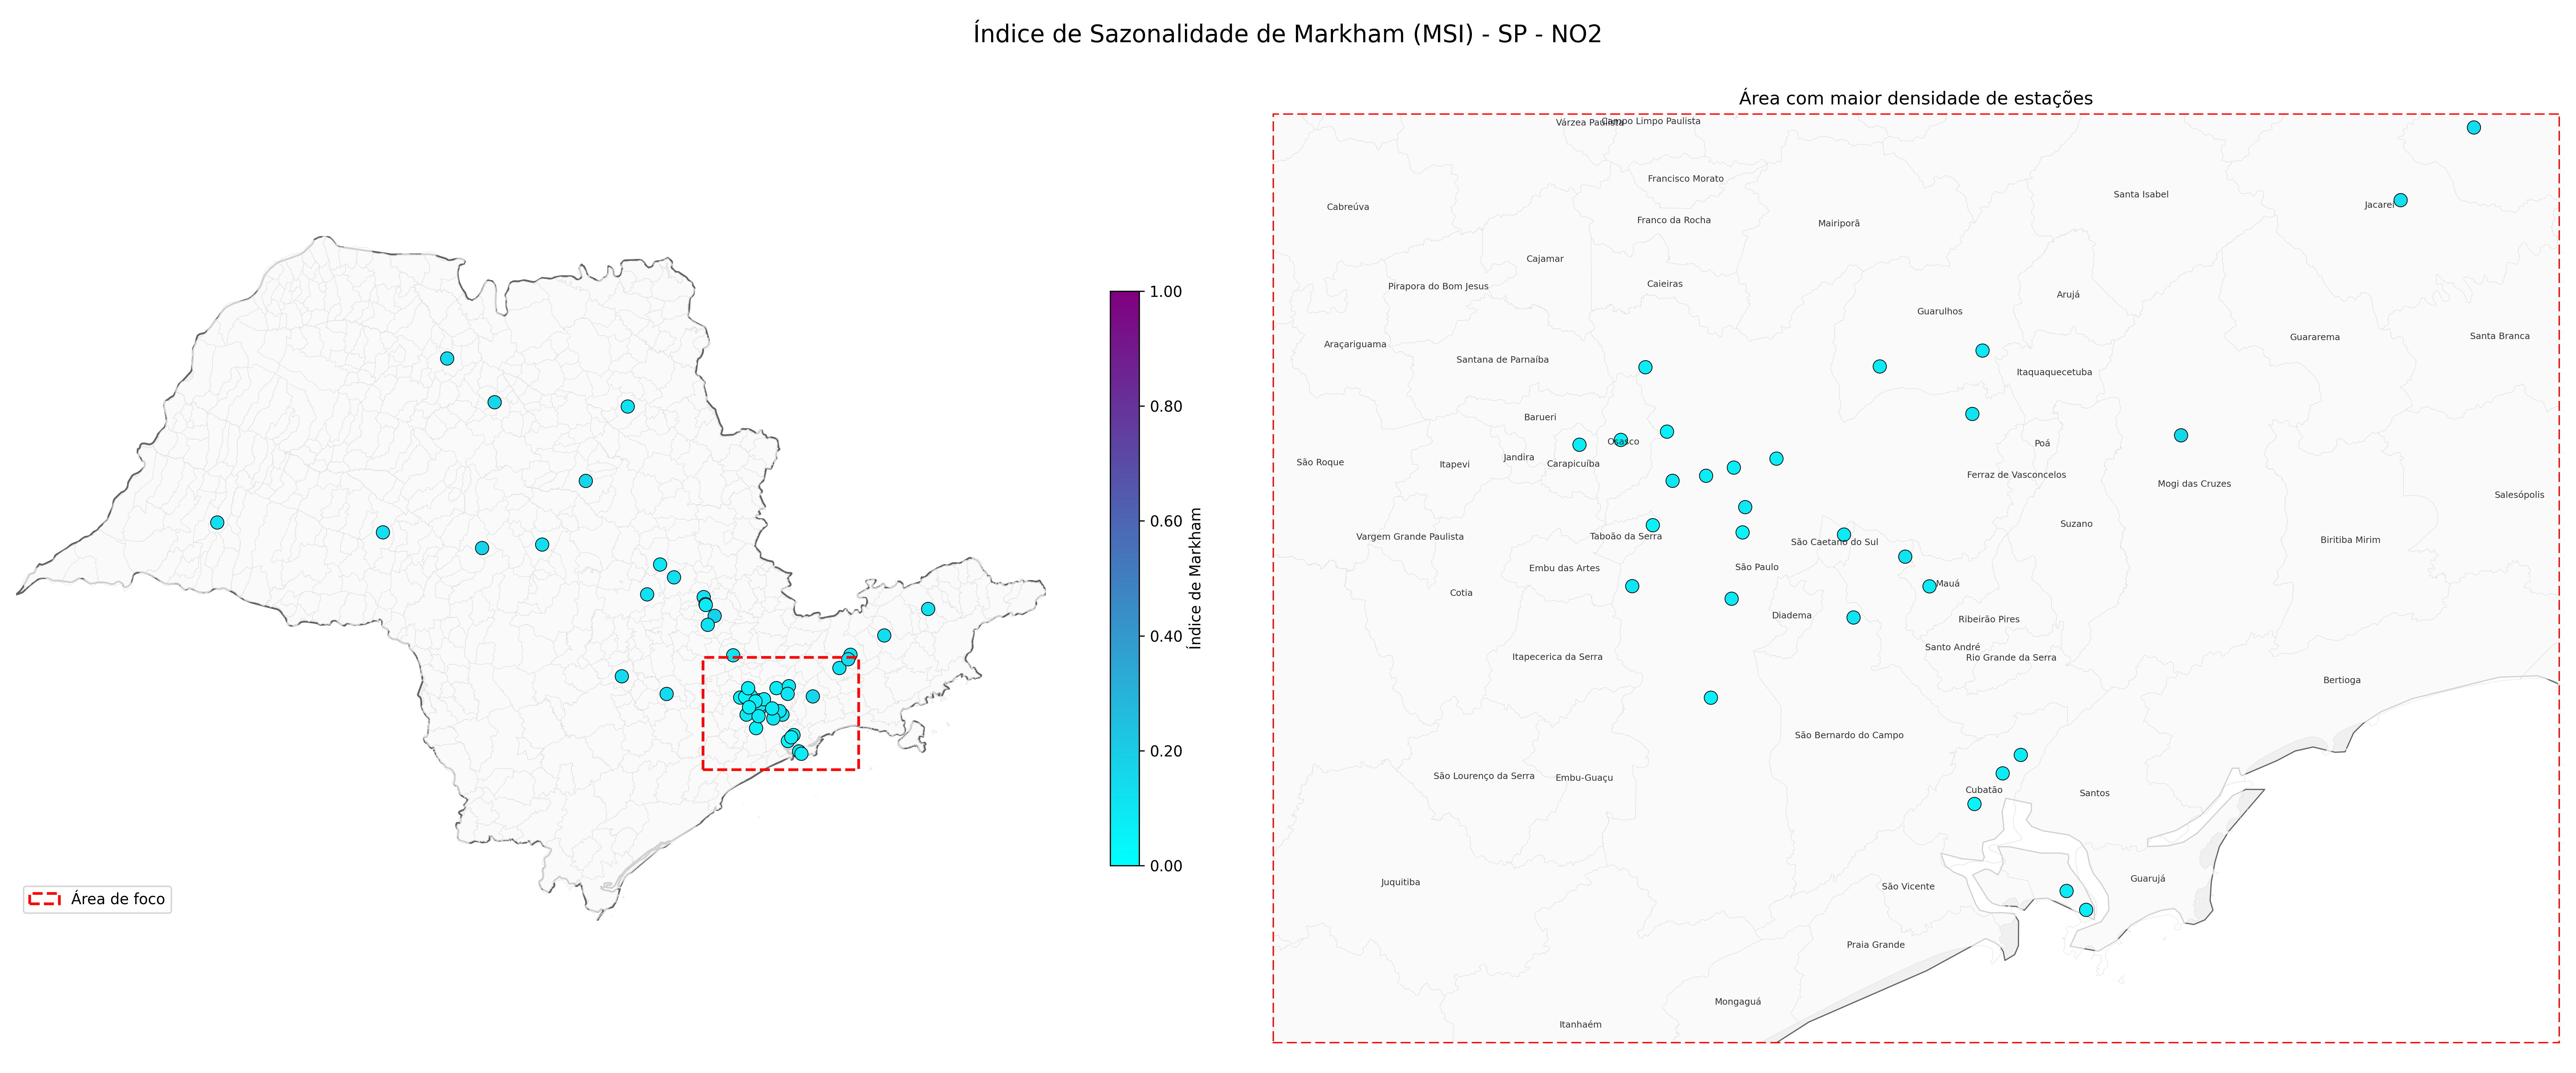 Índice de Sazonalidade de Markham (MSI) - SP - NO2
Área com maior densidade de estações
1.00
0.80
0.60
0.40
0.20
0.00
Índice de Markham
Área de foco
Várzea Paulista
Campo Limpo Paulista
Francisco Morato
Santa Isabel
Jacareí
Cabreúva
Franco da Rocha
Mairiporã
Cajamar
Pirapora do Bom Jesus
Caieiras
Arujá
Guarulhos
Araçariguama
Santana de Parnaíba
Guararema
Santa Branca
Itaquaquecetuba
Barueri
Osasco
Poá
São Roque
Itapevi
Jandira
Carapicuíba
Ferraz de Vasconcelos
Mogi das Cruzes
Salesópolis
Suzano
Vargem Grande Paulista
Taboão da Serra
São Caetano do Sul
Biritiba Mirim
Embu das Artes
São Paulo
Mauá
Cotia
Diadema
Ribeirão Pires
Santo André
Itapecerica da Serra
Rio Grande da Serra
Bertioga
São Bernardo do Campo
São Lourenço da Serra
Embu-Guaçu
Cubatão
Santos
Juquitiba
São Vicente
Guarujá
Praia Grande
Mongaguá
Itanhaém